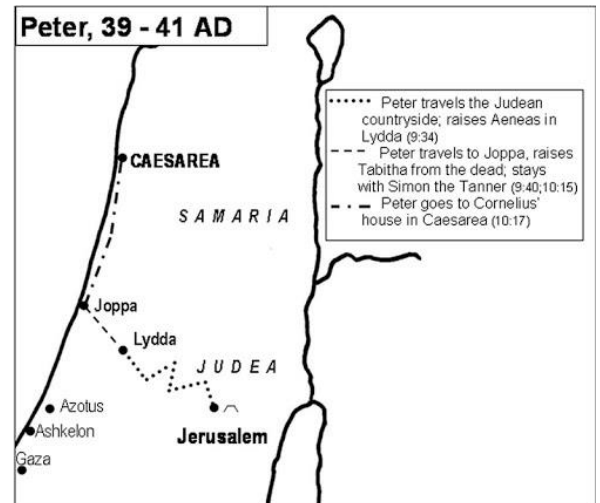 Peter, 39 - 41 AD
Peter travels the Judean
countryside; raises Aeneas in
Lydda (9:34)
Peter travels to Joppa, raises
Tabitha from the dead; stays
with Simon the Tanner (9:40;10:15)
Peter goes to Cornelius'
house in Caesarea (10:17)
CAESAREA
SAMARIA
Joppa
Lydda
JUDEA
Azotus
Jerusalem
Ashkelon
Gaza